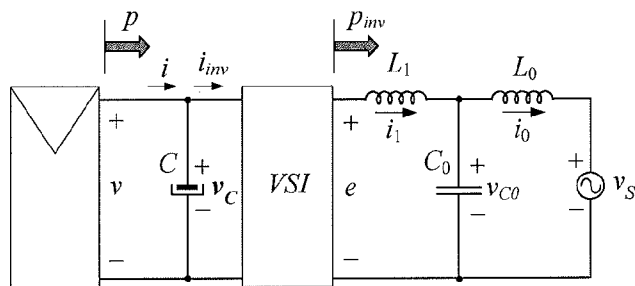 p
p_inv
i
i_inv
L_1
L_0
+
+
i_1
i_0
v
C
+
v_C
−
VSI
e
C_0
+
v_C0
−
+
v_S
−
−
−